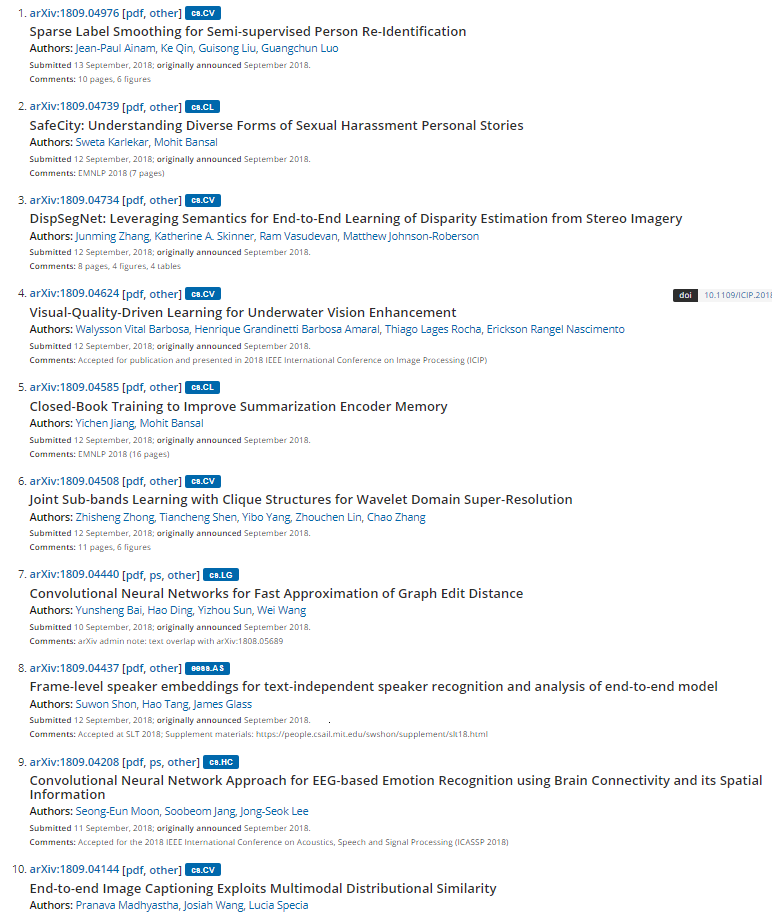 1. arXiv:1809.04976 [pdf, other] cs.CV
Sparse Label Smoothing for Semi-supervised Person Re-Identification
Authors: Jean-Paul Ainam, Ke Qin, Guisong Liu, Guangchun Luo
Submitted 13 September, 2018; originally announced September 2018.
Comments: 10 pages, 6 figures
2. arXiv:1809.04739 [pdf, other] cs.CL
SafeCity: Understanding Diverse Forms of Sexual Harassment Personal Stories
Authors: Sweta Karlekar, Mohit Bansal
Submitted 12 September, 2018; originally announced September 2018.
Comments: EMNLP 2018 (7 pages)
3. arXiv:1809.04734 [pdf, other] cs.CV
DispSegNet: Leveraging Semantics for End-to-End Learning of Disparity Estimation from Stereo Imagery
Authors: Junming Zhang, Katherine A. Skinner, Ram Vasudevan, Matthew Johnson-Roberson
Submitted 12 September, 2018; originally announced September 2018.
Comments: 8 pages, 4 figures, 4 tables
4. arXiv:1809.04624 [pdf, other] cs.CV doi 10.1109/ICIP.201
Visual-Quality-Driven Learning for Underwater Vision Enhancement
Authors: Walysson Vital Barbosa, Henrique Grandinetti Barbosa Amaral, Thiago Lages Rocha, Erickson Rangel Nascimento
Submitted 12 September, 2018; originally announced September 2018.
Comments: Accepted for publication and presented in 2018 IEEE International Conference on Image Processing (ICIP)
5. arXiv:1809.04585 [pdf, other] cs.CL
Closed-Book Training to Improve Summarization Encoder Memory
Authors: Yichen Jiang, Mohit Bansal
Submitted 12 September, 2018; originally announced September 2018.
Comments: EMNLP 2018 (16 pages)
6. arXiv:1809.04508 [pdf, other] cs.CV
Joint Sub-bands Learning with Clique Structures for Wavelet Domain Super-Resolution
Authors: Zhisheng Zhong, Tiancheng Shen, Yibo Yang, Zhouchen Lin, Chao Zhang
Submitted 12 September, 2018; originally announced September 2018.
Comments: 11 pages, 6 figures
7. arXiv:1809.04440 [pdf, ps, other] cs.LG
Convolutional Neural Networks for Fast Approximation of Graph Edit Distance
Authors: Yunsheng Bai, Hao Ding, Yizhou Sun, Wei Wang
Submitted 10 September, 2018; originally announced September 2018.
Comments: arXiv admin note: text overlap with arXiv:1808.05689
8. arXiv:1809.04437 [pdf, other] eess.AS
Frame-level speaker embeddings for text-independent speaker recognition and analysis of end-to-end model
Authors: Suwon Shon, Hao Tang, James Glass
Submitted 12 September, 2018; originally announced September 2018. .
Comments: Accepted at SLT 2018; Supplement materials: https://people.csail.mit.edu/swshon/supplement/slt18.html
9. arXiv:1809.04208 [pdf, ps, other] cs.HC
Convolutional Neural Network Approach for EEG-based Emotion Recognition using Brain Connectivity and its Spatial
Information
Authors: Seong-Eun Moon, Soobeom Jang, Jong-Seok Lee
Submitted 11 September, 2018; originally announced September 2018.
Comments: Accepted for the 2018 IEEE International Conference on Acoustics, Speech and Signal Processing (ICASSP 2018)
10. arXiv:1809.04144 [pdf, other] cs.CV
End-to-end Image Captioning Exploits Multimodal Distributional Similarity
Authors: Pranava Madhyastha, Josiah Wang, Lucia Specia